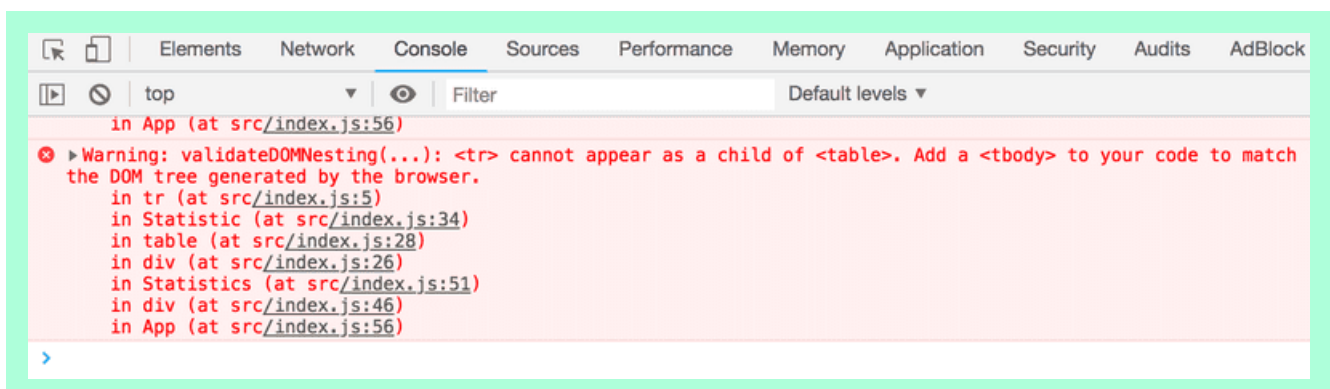 Elements Network Console Sources Performance Memory Application Security Audits AdBlock
top Filter Default levels
in App (at src/index.js:56)
Warning: validateDOMNesting(...): <tr> cannot appear as a child of <table>. Add a <tbody> to your code to match
the DOM tree generated by the browser.
in tr (at src/index.js:5)
in Statistic (at src/index.js:34)
in table (at src/index.js:28)
in div (at src/index.js:26)
in Statistics (at src/index.js:51)
in div (at src/index.js:46)
in App (at src/index.js:56)